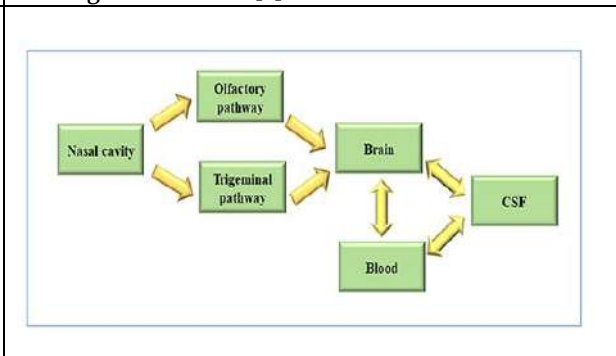 Nasal cavity
Olfactory
pathway
Trigeminal
pathway
Brain
CSF
Blood